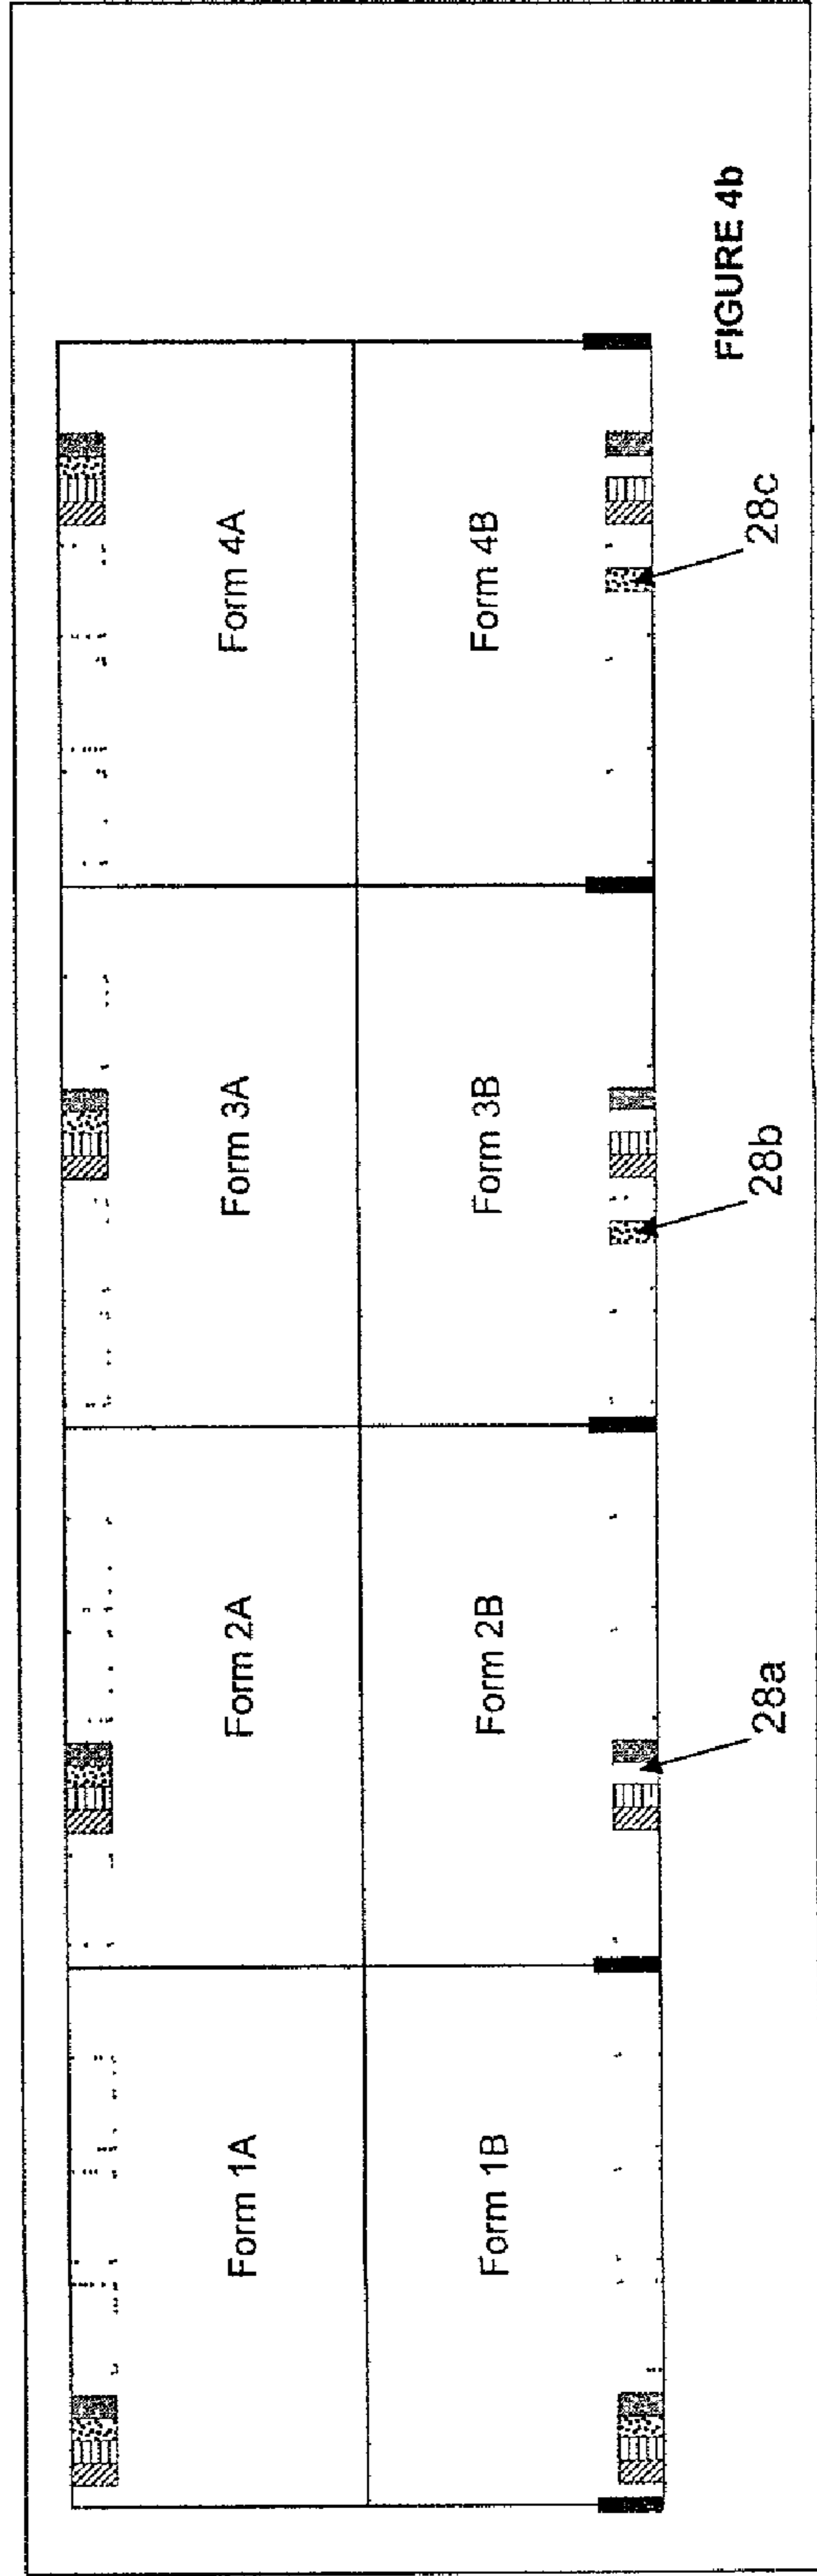 Form 1A
Form 2A
Form 3A
Form 4A
Form 1B
Form 2B
Form 3B
Form 4B
28a
28b
28c
FIGURE 4b